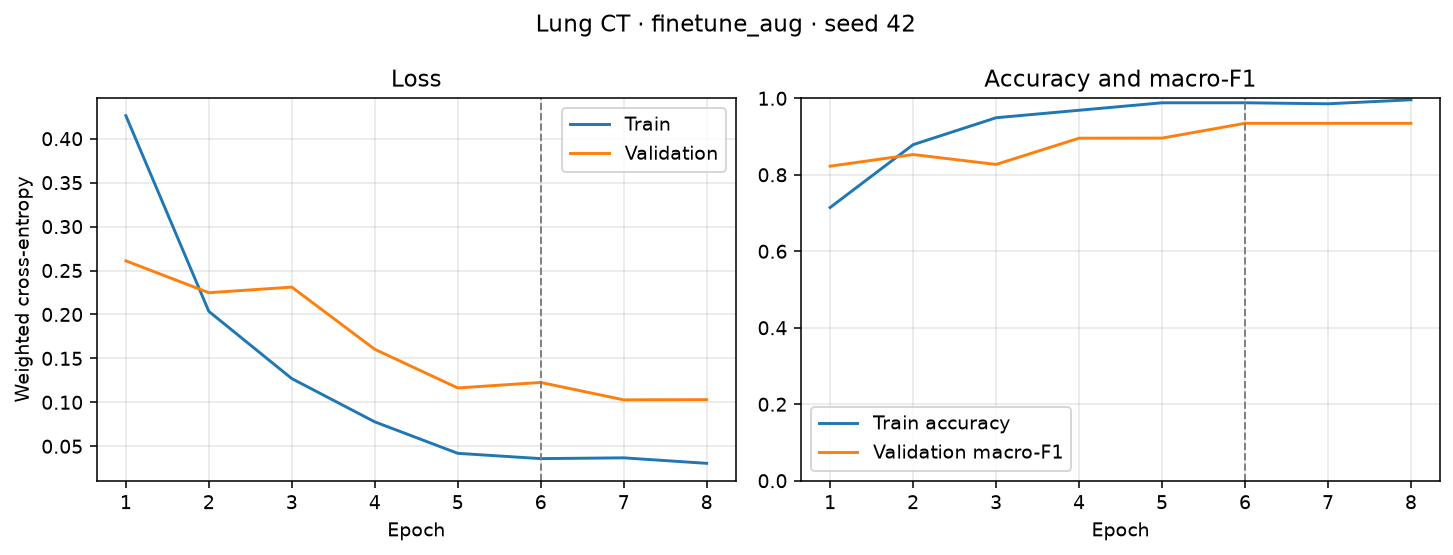 Lung CT · finetune_aug · seed 42
Loss
Weighted cross-entropy
0.40
0.35
0.30
0.25
0.20
0.15
0.10
0.05
Train
Validation
1 2 3 4 5 6 7 8
Epoch
Accuracy and macro-F1
1.0
0.8
0.6
0.4
0.2
0.0
Train accuracy
Validation macro-F1
1 2 3 4 5 6 7 8
Epoch